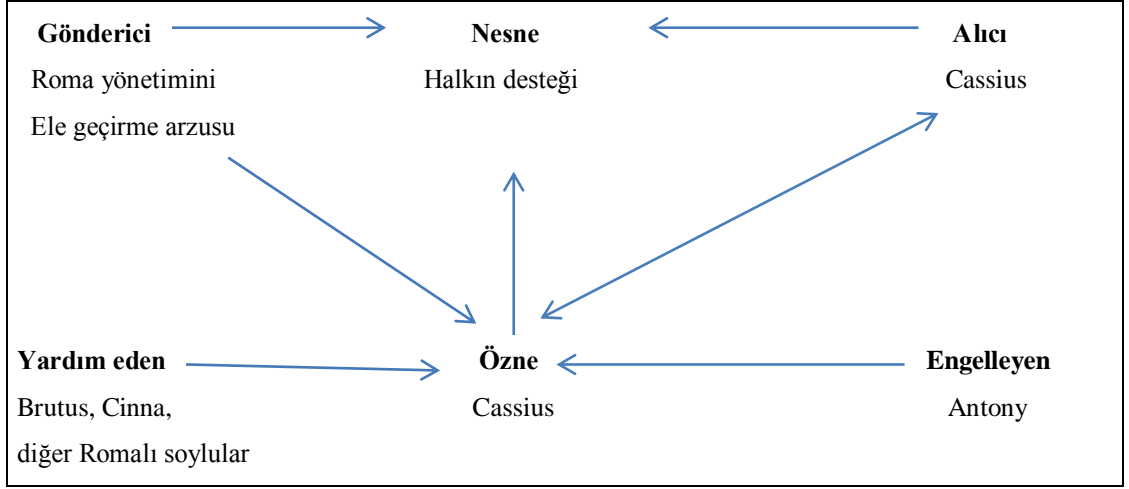 Gönderici
Nesne
Alıcı
Roma yönetimini
Halkın desteği
Cassius
Ele geçirme arzusu
Yardım eden
Özne
Engelleyen
Brutus, Cinna,
Cassius
Antony
diğer Romalı soylular